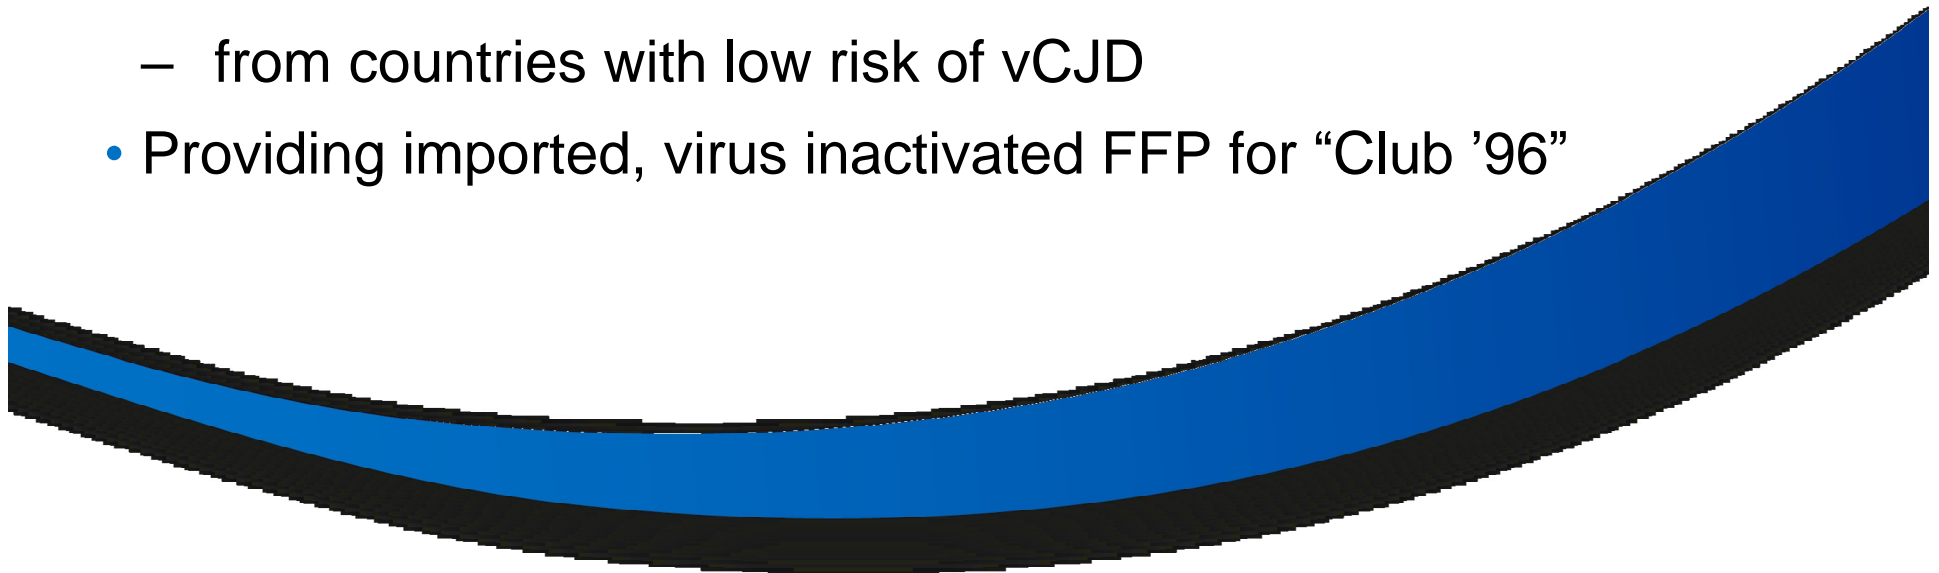 – from countries with low risk of vCJD
• Providing imported, virus inactivated FFP for “Club ’96”